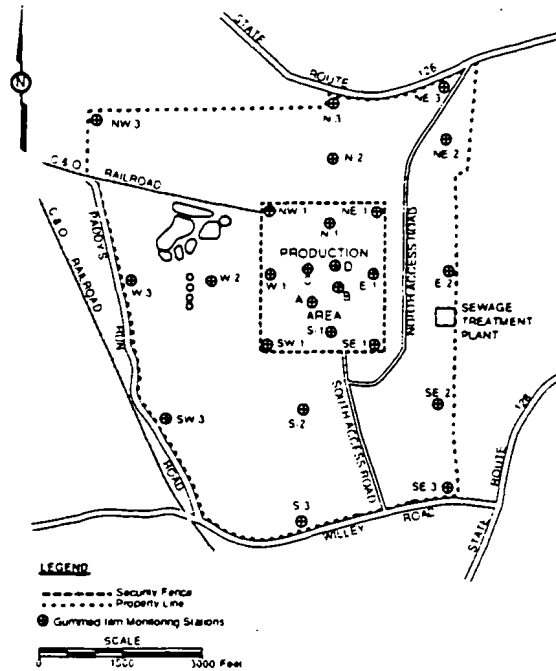 STATE
ROUTE
126
N
NE 3
N 3
NW 3
NE 2
N 2
C & O
RAILROAD
NW 1
NE 1
N 1
PADDYS
RUN
ROAD
C & O
RAILROAD
PRODUCTION
D
NORTH ACCESS ROAD
W 3
W 2
W 1
E 1
E 2
B
A
AREA
SEWAGE
TREATMENT
PLANT
S 1
SW 1
SE 1
SW 3
S 2
SE 2
SOUTH ACCESS ROAD
STATE
ROUTE
128
SE 3
S 3
WILLEY
ROAD
LEGEND
Security Fence
Property Line
Gummed Monitoring Stations
SCALE
0 1500 3000 Feet